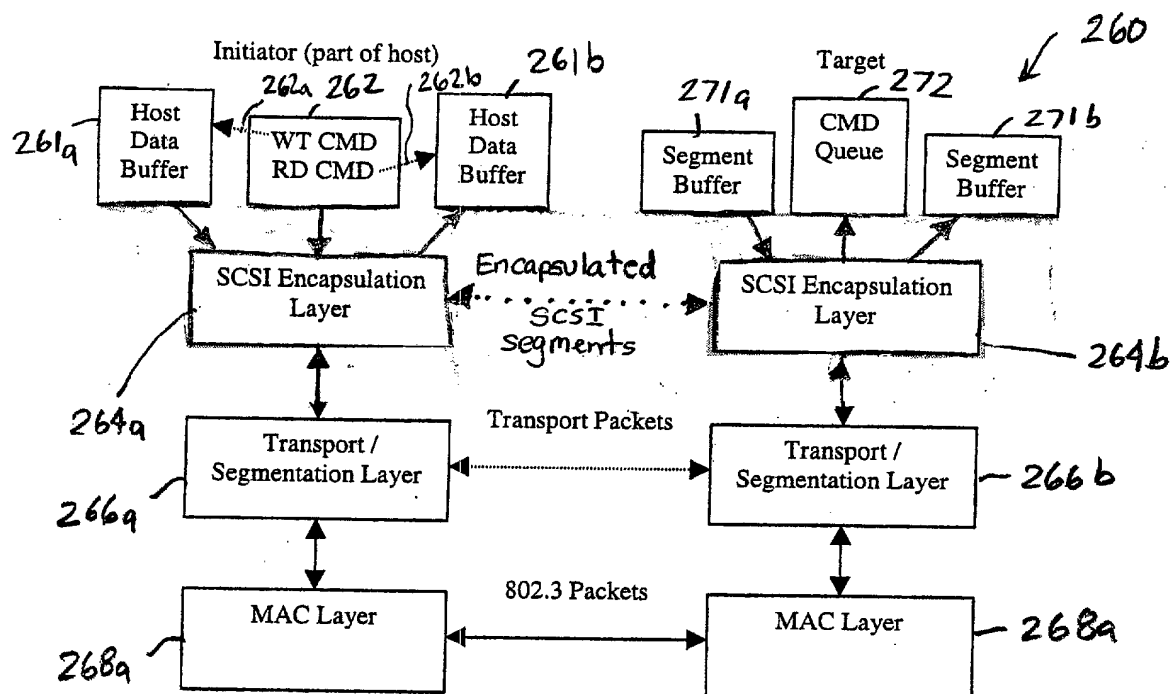 260
Initiator (part of host)
261b
Target
262a
262
262b
271a
272
271b
261a
Host
Data
Buffer
WT CMD
RD CMD
Host
Data
Buffer
Segment
Buffer
CMD
Queue
Segment
Buffer
SCSI Encapsulation
Layer
Encapsulated
SCSI
Segments
SCSI Encapsulation
Layer
264b
264a
Transport Packets
Transport /
Segmentation Layer
Transport /
Segmentation Layer
266a
266b
802.3 Packets
MAC Layer
MAC Layer
268a
268a